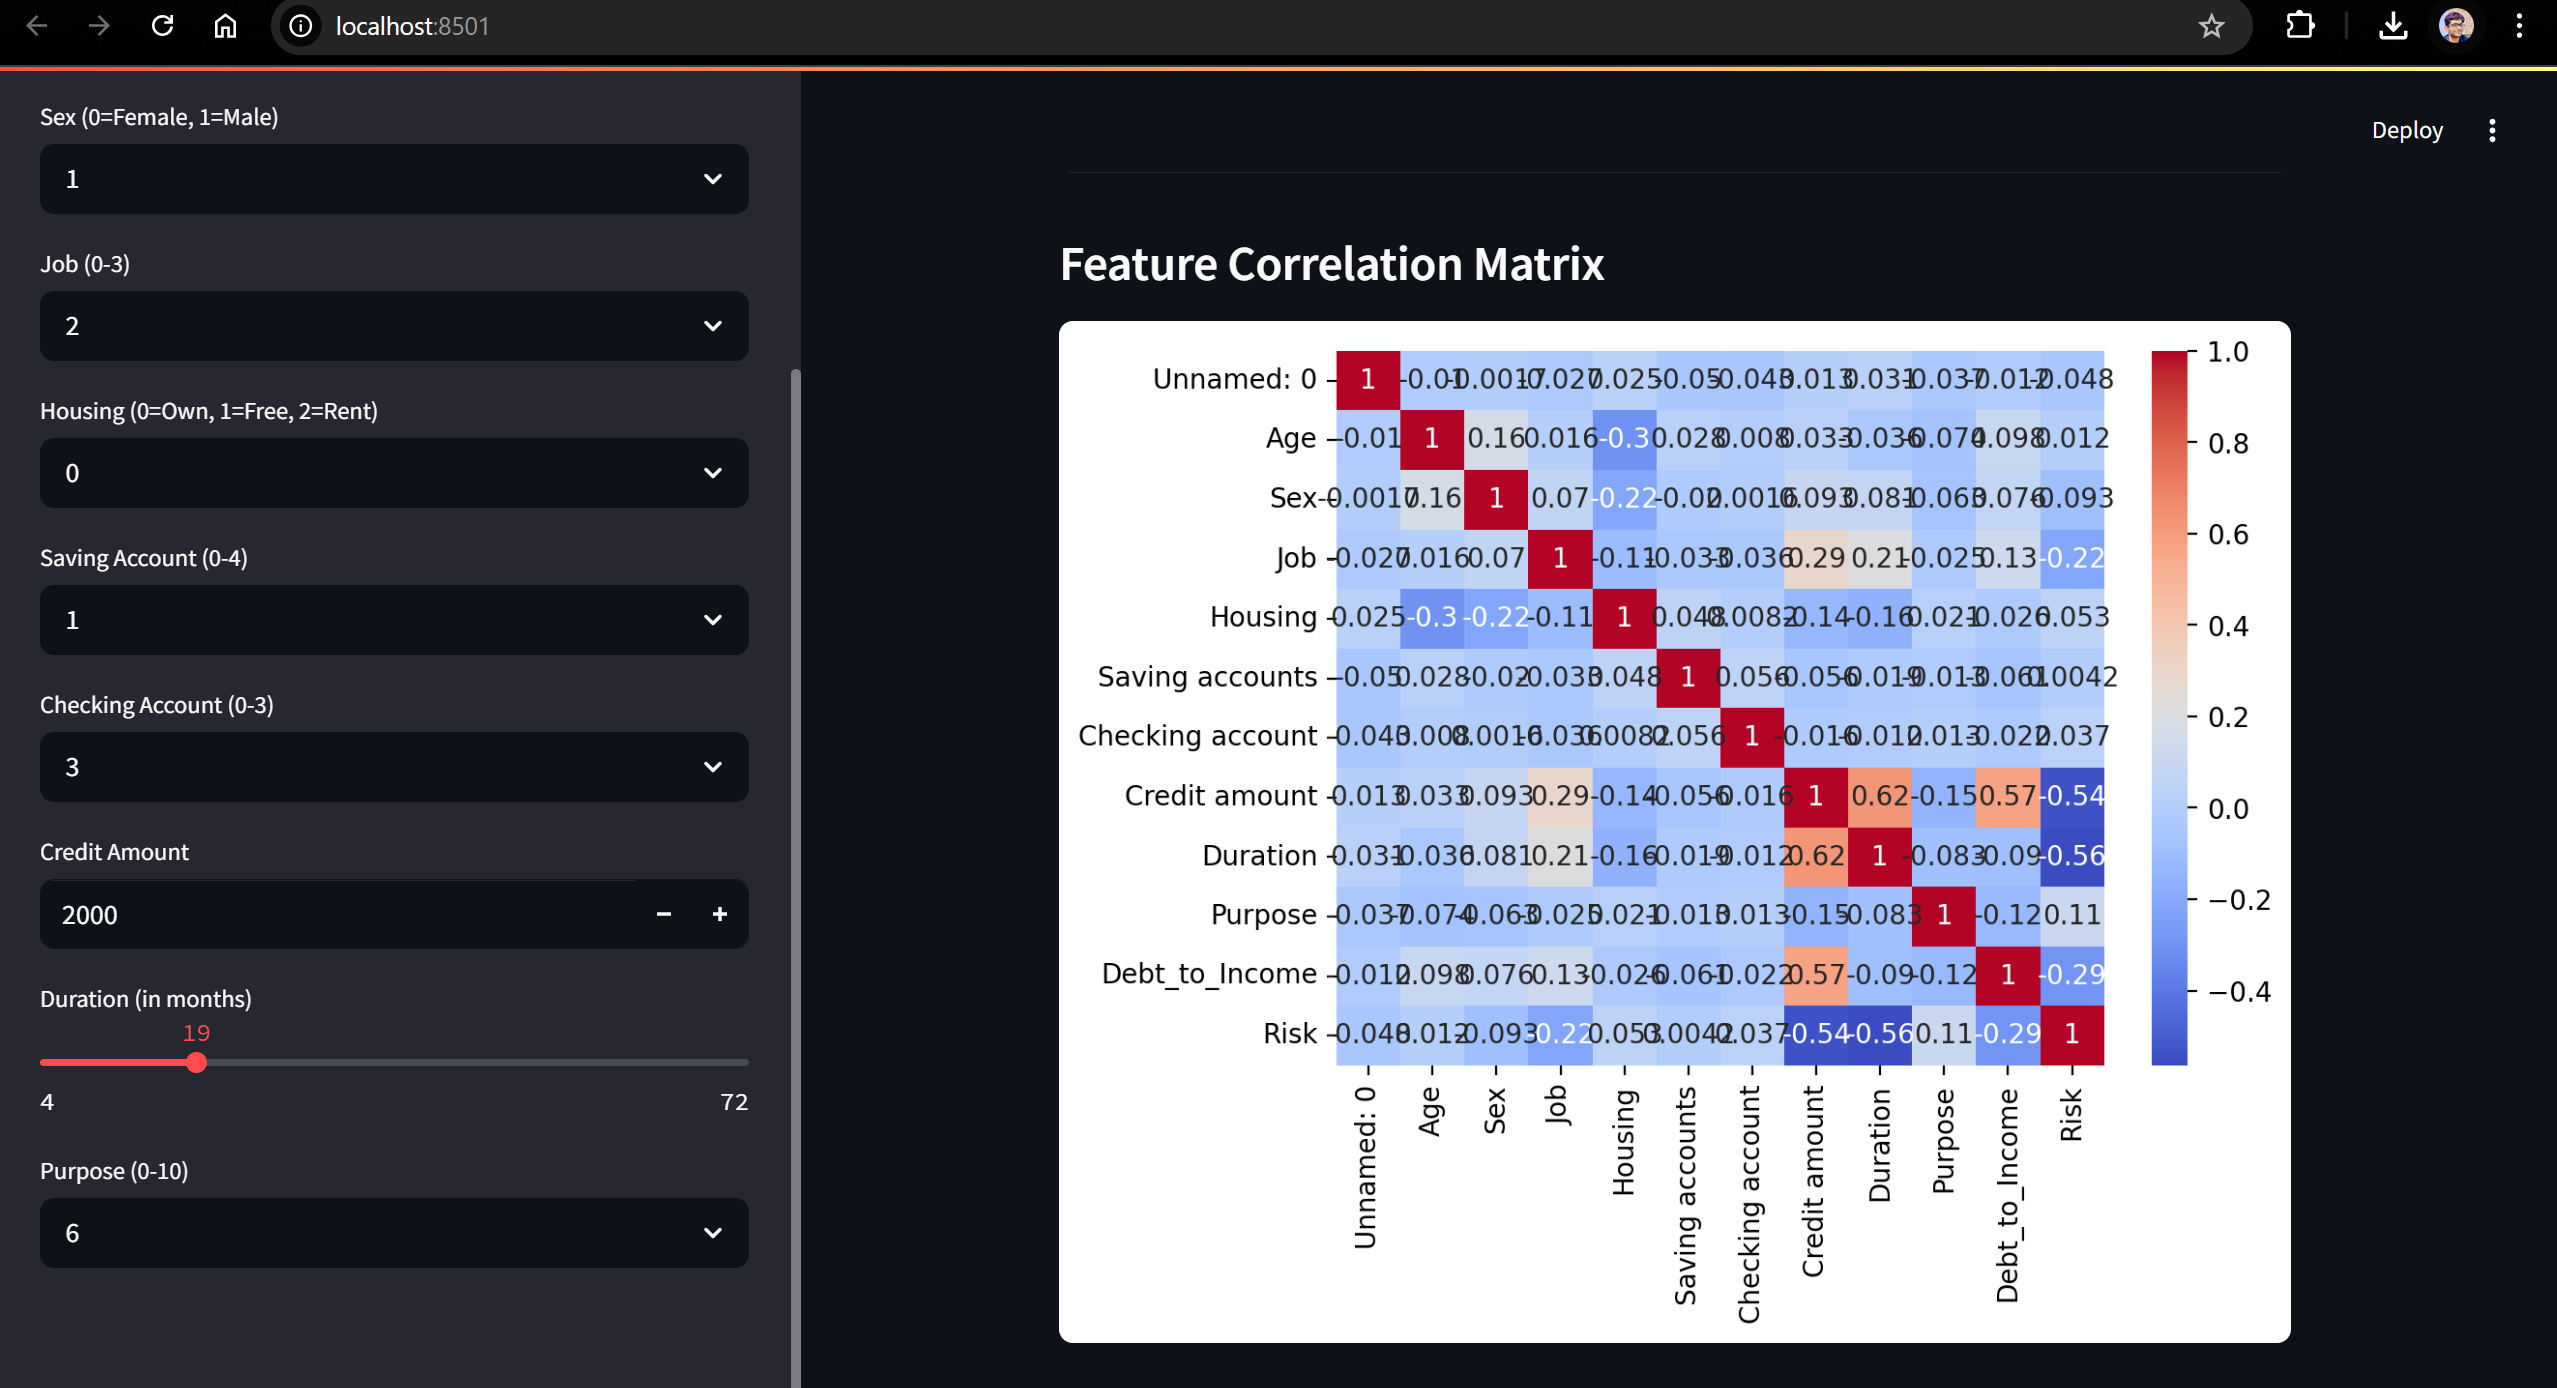 localhost:8501
Sex (0=Female, 1=Male)
1
Job (0-3)
2
Housing (0=Own, 1=Free, 2=Rent)
0
Saving Account (0-4)
1
Checking Account (0-3)
3
Credit Amount
2000
Duration (in months)
19
4 72
Purpose (0-10)
6
Deploy
Feature Correlation Matrix
Unnamed: 0 1 -0.01 -0.0017 -0.027 0.025 -0.05 -0.043 0.013 0.031 -0.037 -0.012 -0.048
Age -0.01 1 0.16 0.016 -0.3 0.028 0.008 0.033 -0.036 -0.074 0.098 0.012
Sex -0.0017 0.16 1 0.07 -0.22 -0.02 0.0016 0.093 0.081 -0.063 0.076 -0.093
Job -0.027 0.016 0.07 1 -0.11 -0.033 -0.036 0.29 0.21 -0.025 0.13 -0.22
Housing 0.025 -0.3 -0.22 -0.11 1 0.048 0.0082 -0.14 -0.16 0.021 -0.026 0.053
Saving accounts -0.05 0.028 -0.02 -0.033 0.048 1 0.056 -0.056 -0.019 -0.013 -0.061 0.0042
Checking account -0.043 0.008 0.0016 -0.036 0.0082 0.056 1 -0.016 -0.012 0.013 -0.022 0.037
Credit amount 0.013 0.033 0.093 0.29 -0.14 -0.056 -0.016 1 0.62 -0.15 0.57 -0.54
Duration 0.031 -0.036 0.081 0.21 -0.16 -0.019 -0.012 0.62 1 -0.083 -0.09 -0.56
Purpose -0.037 -0.074 -0.063 -0.025 0.021 -0.013 0.013 -0.15 -0.083 1 -0.12 0.11
Debt_to_Income -0.012 0.098 0.076 0.13 -0.026 -0.061 -0.022 0.57 -0.09 -0.12 1 -0.29
Risk -0.048 0.012 -0.093 -0.22 0.053 0.0042 0.037 -0.54 -0.56 0.11 -0.29 1
Unnamed: 0 Age Sex Job Housing Saving accounts Checking account Credit amount Duration Purpose Debt_to_Income Risk
1.0
0.8
0.6
0.4
0.2
0.0
−0.2
−0.4